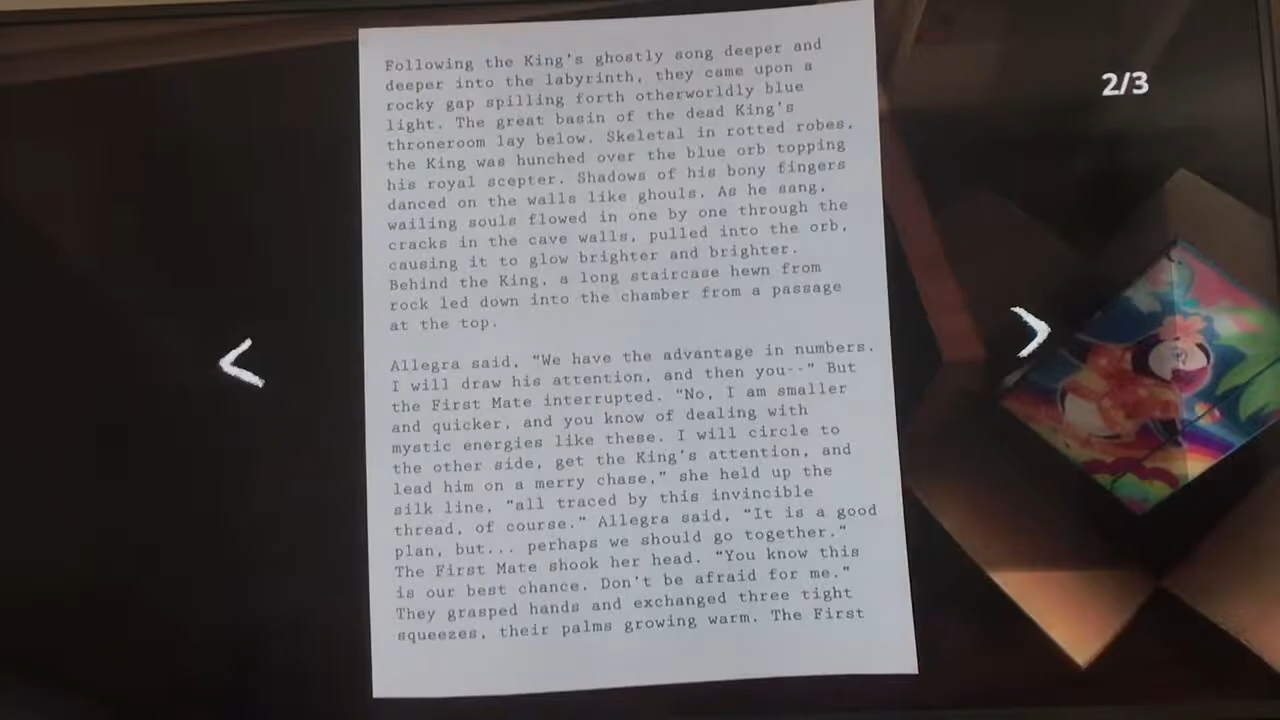 Following the King's ghostly song deeper and
deeper into the labyrinth, they came upon a
rocky gap spilling forth otherworldly blue
light. The great basin of the dead King's
throneroom lay below. Skeletal in rotted robes,
the King was hunched over the blue orb topping
his royal scepter. Shadows of his bony fingers
danced on the walls like ghouls. As he sang,
wailing souls flowed in one by one through the
cracks in the cave walls, pulled into the orb,
causing it to glow brighter and brighter.
Behind the King, a long staircase hewn from
rock led down into the chamber from a passage
at the top.
Allegra said, "We have the advantage in numbers.
I will draw his attention, and then you--" But
the First Mate interrupted. "No, I am smaller
and quicker, and you know of dealing with
mystic energies like these. I will circle to
the other side, get the King's attention, and
lead him on a merry chase," she held up the
silk line, "all traced by this invincible
thread, of course." Allegra said, "It is a good
plan, but... perhaps we should go together."
The First Mate shook her head. "You know this
is our best chance. Don't be afraid for me."
They grasped hands and exchanged three tight
squeezes, their palms growing warm. The First
2/3